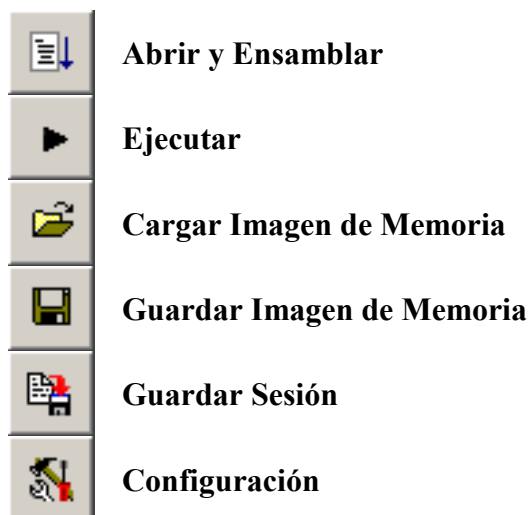 Abrir y Ensamblar
Ejecutar
Cargar Imagen de Memoria
Guardar Imagen de Memoria
Guardar Sesión
Configuración